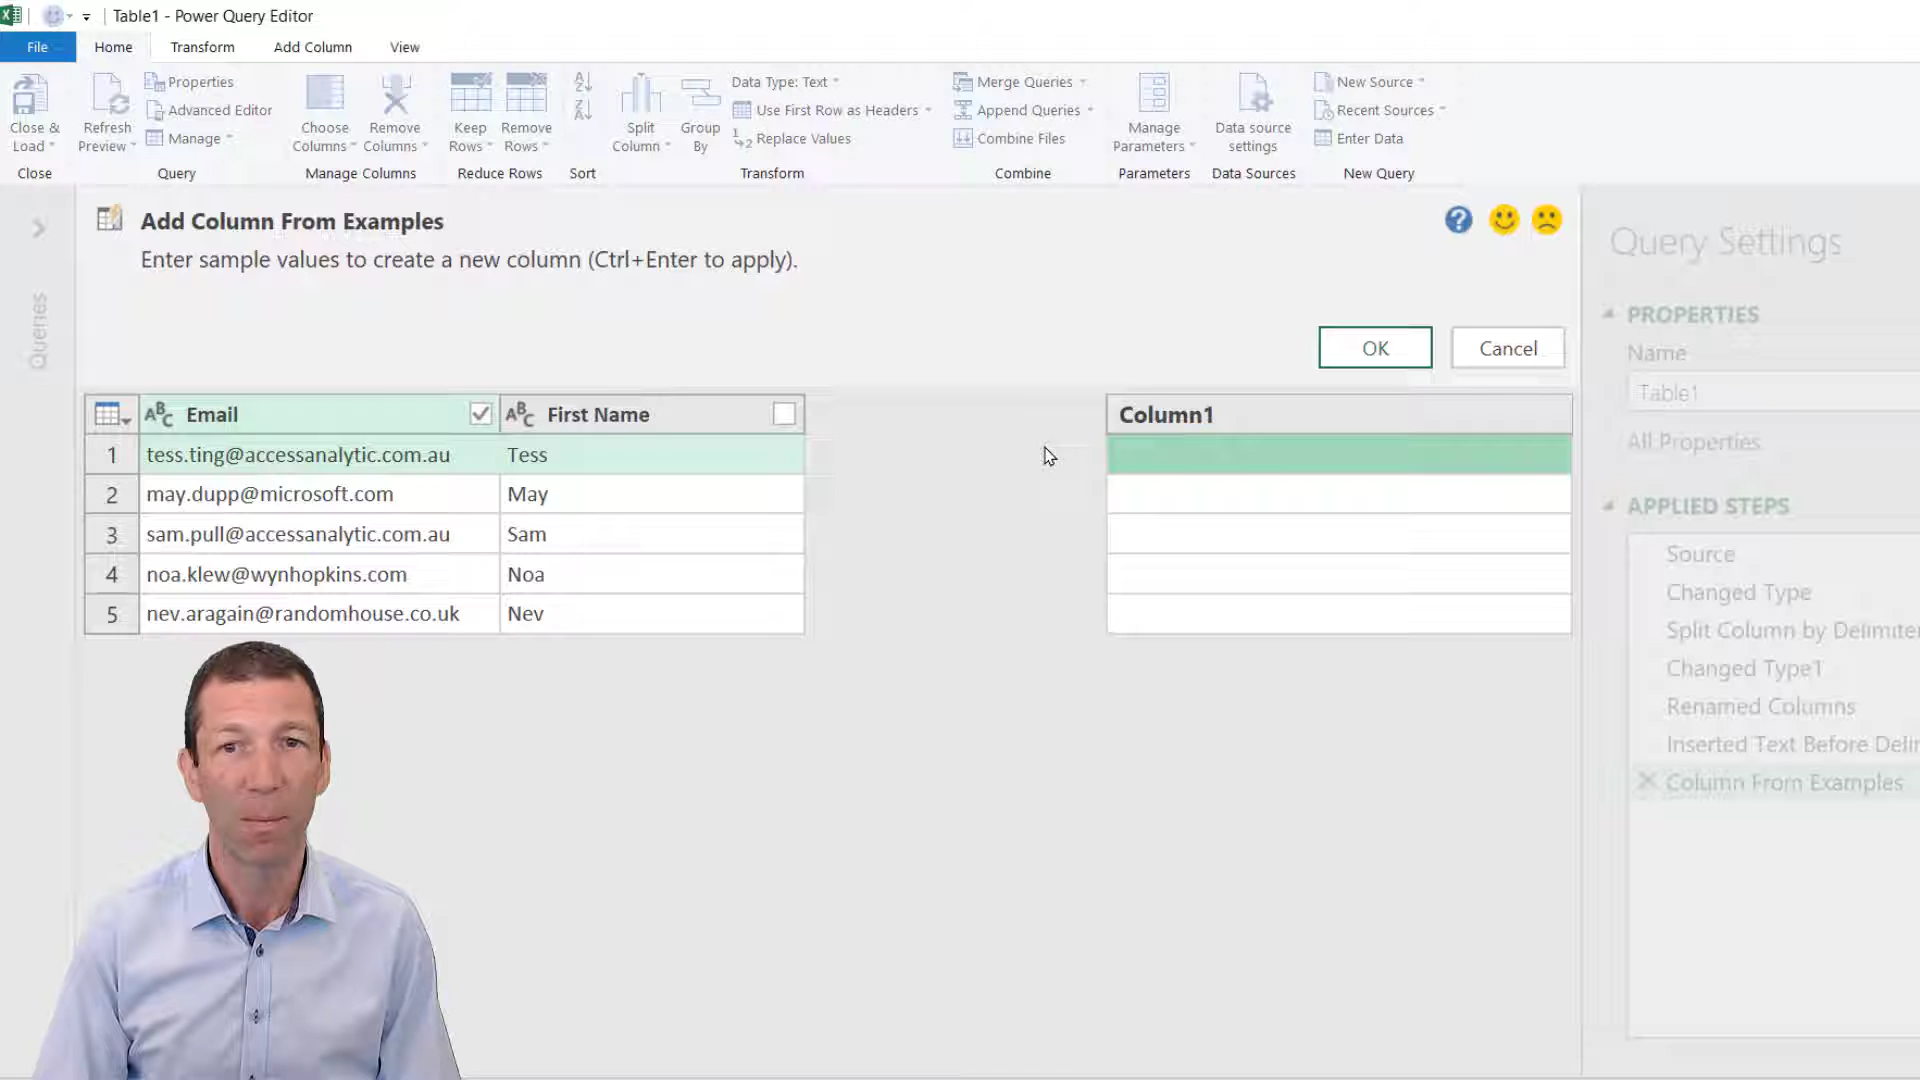 Table1 - Power Query Editor
File Home Transform Add Column View
Close & Load
Refresh Preview
Properties
Advanced Editor
Manage
Choose Columns
Remove Columns
Keep Rows
Remove Rows
Split Column
Group By
Data Type: Text
Use First Row as Headers
1 2 Replace Values
Merge Queries
Append Queries
Combine Files
Manage Parameters
Data source settings
New Source
Recent Sources
Enter Data
Close Query Manage Columns Reduce Rows Sort Transform Combine Parameters Data Sources New Query
Queries
Add Column From Examples
Enter sample values to create a new column (Ctrl+Enter to apply).
OK Cancel
ABC Email ABC First Name Column1
1 tess.ting@accessanalytic.com.au Tess
2 may.dupp@microsoft.com May
3 sam.pull@accessanalytic.com.au Sam
4 noa.klew@wynhopkins.com Noa
5 nev.aragain@randomhouse.co.uk Nev
Query Settings
PROPERTIES
Name
Table1
All Properties
APPLIED STEPS
Source
Changed Type
Split Column by Delimiter
Changed Type1
Renamed Columns
Inserted Text Before Deli
Column From Examples